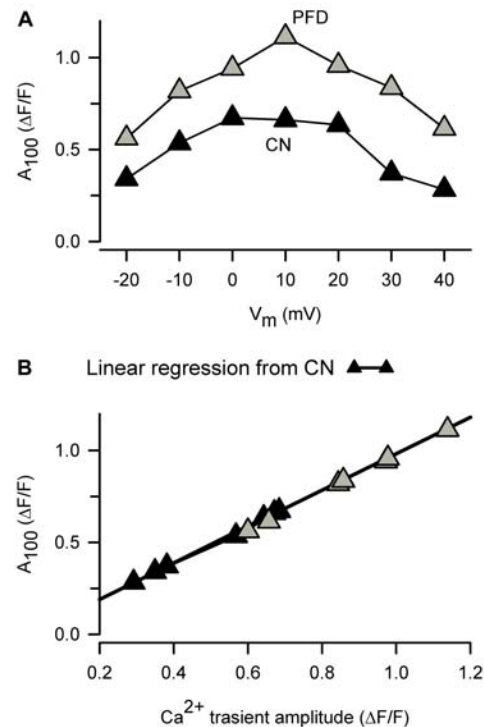 A
PFD
CN
1.0
0.5
0.0
A100 (ΔF/F)
-20 -10 0 10 20 30 40
Vm (mV)
B Linear regression from CN
1.0
0.5
0.0
A100 (ΔF/F)
0.2 0.4 0.6 0.8 1.0 1.2
Ca2+ trasient amplitude (ΔF/F)